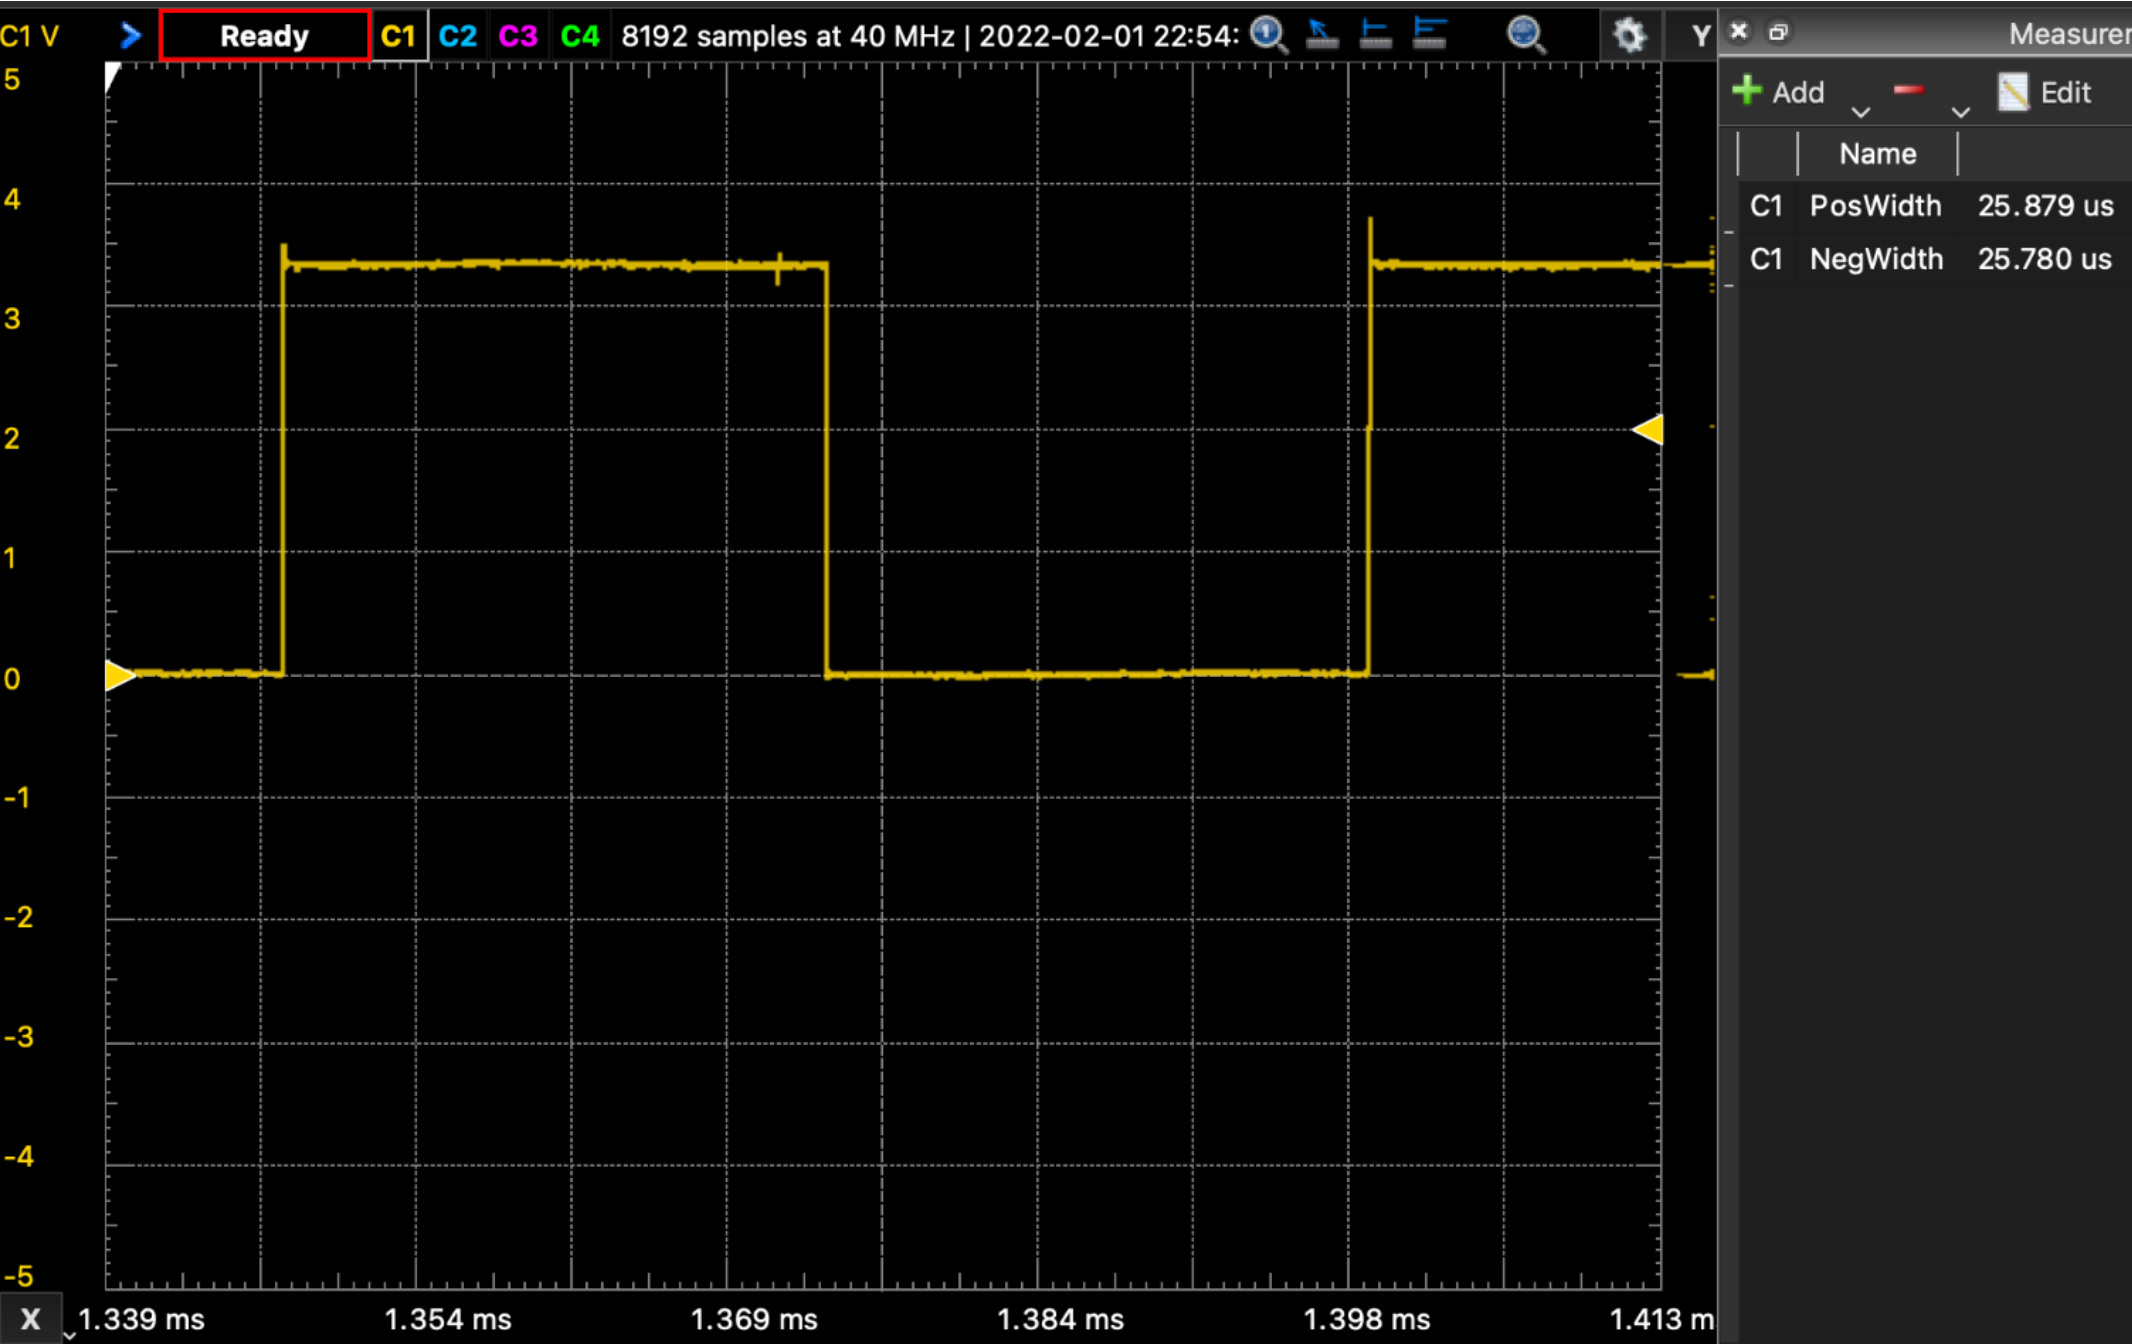 C1 V Ready C1 C2 C3 C4 8192 samples at 40 MHz | 2022-02-01 22:54: Y
Measurer
Add Edit
Name
C1 PosWidth 25.879 us
C1 NegWidth 25.780 us
5
4
3
2
1
0
-1
-2
-3
-4
-5
X 1.339 ms 1.354 ms 1.369 ms 1.384 ms 1.398 ms 1.413 m